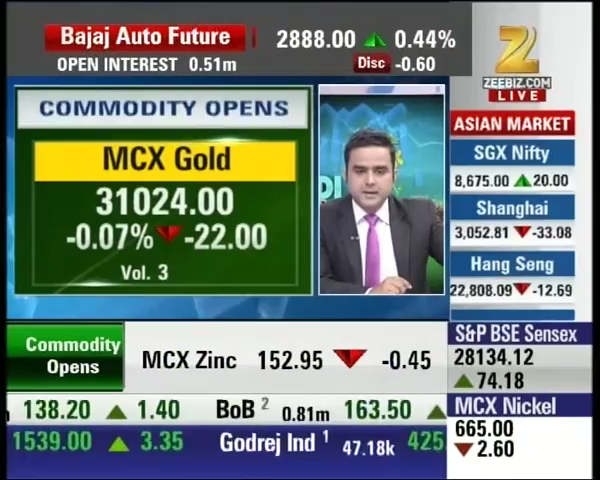 Bajaj Auto Future 2888.00 0.44%
OPEN INTEREST 0.51m Disc -0.60
ZEEBIZ.COM
LIVE
COMMODITY OPENS
MCX Gold
31024.00
-0.07% -22.00
Vol. 3
ASIAN MARKET
SGX Nifty
8,675.00 20.00
Shanghai
3,052.81 -33.08
Hang Seng
22,808.09 -12.69
Commodity
Opens
MCX Zinc 152.95 -0.45
S&P BSE Sensex
28134.12
74.18
138.20 1.40 BoB 2 0.81m 163.50
1539.00 3.35 Godrej Ind 1 47.18k 425
MCX Nickel
665.00
2.60